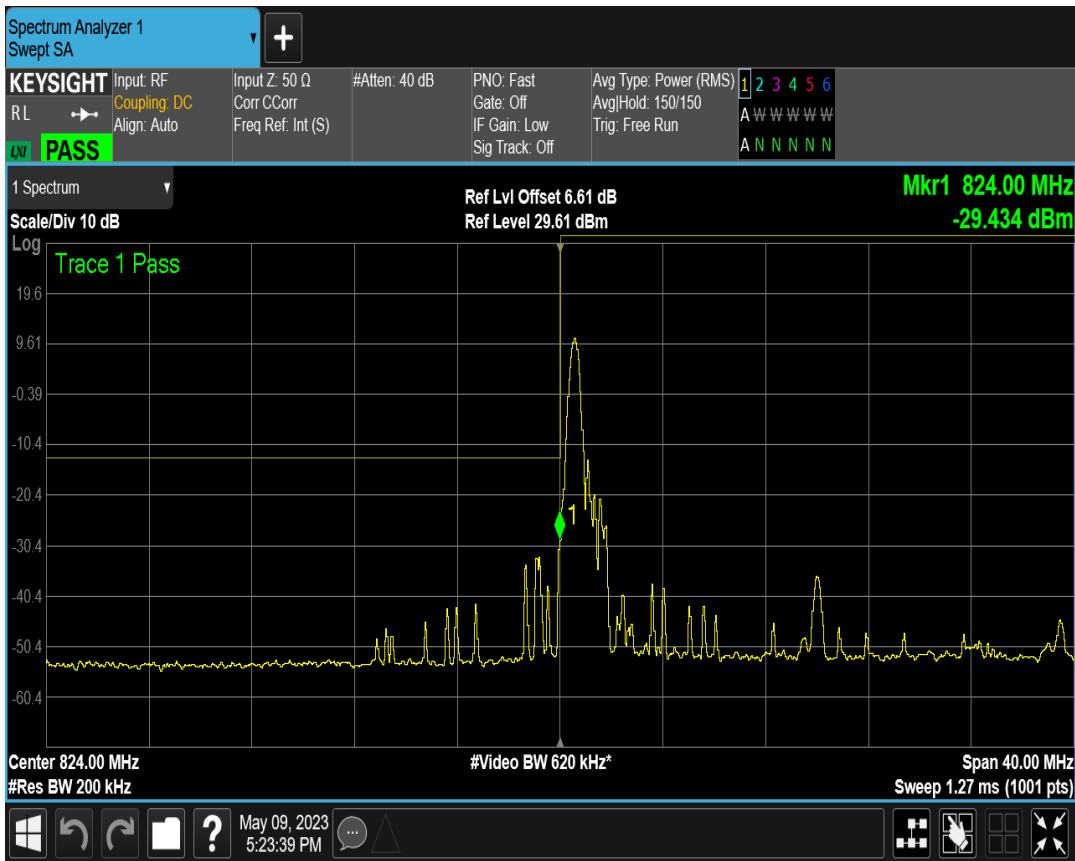 Spectrum Analyzer 1
Swept SA
+
KEYSIGHT
RL
LXI PASS
Input: RF
Coupling: DC
Align: Auto
Input Z: 50 Ω
Corr CCorr
Freq Ref: Int (S)
#Atten: 40 dB
PNO: Fast
Gate: Off
IF Gain: Low
Sig Track: Off
Avg Type: Power (RMS)
Avg|Hold: 150/150
Trig: Free Run
1 2 3 4 5 6
A W W W W W
A N N N N N
1 Spectrum
Scale/Div 10 dB
Ref Lvl Offset 6.61 dB
Ref Level 29.61 dBm
Mkr1 824.00 MHz
-29.434 dBm
Log
Trace 1 Pass
19.6
9.61
-0.39
-10.4
-20.4
1
-30.4
-40.4
-50.4
-60.4
Center 824.00 MHz
#Video BW 620 kHz*
Span 40.00 MHz
#Res BW 200 kHz
Sweep 1.27 ms (1001 pts)
?
May 09, 2023
5:23:39 PM